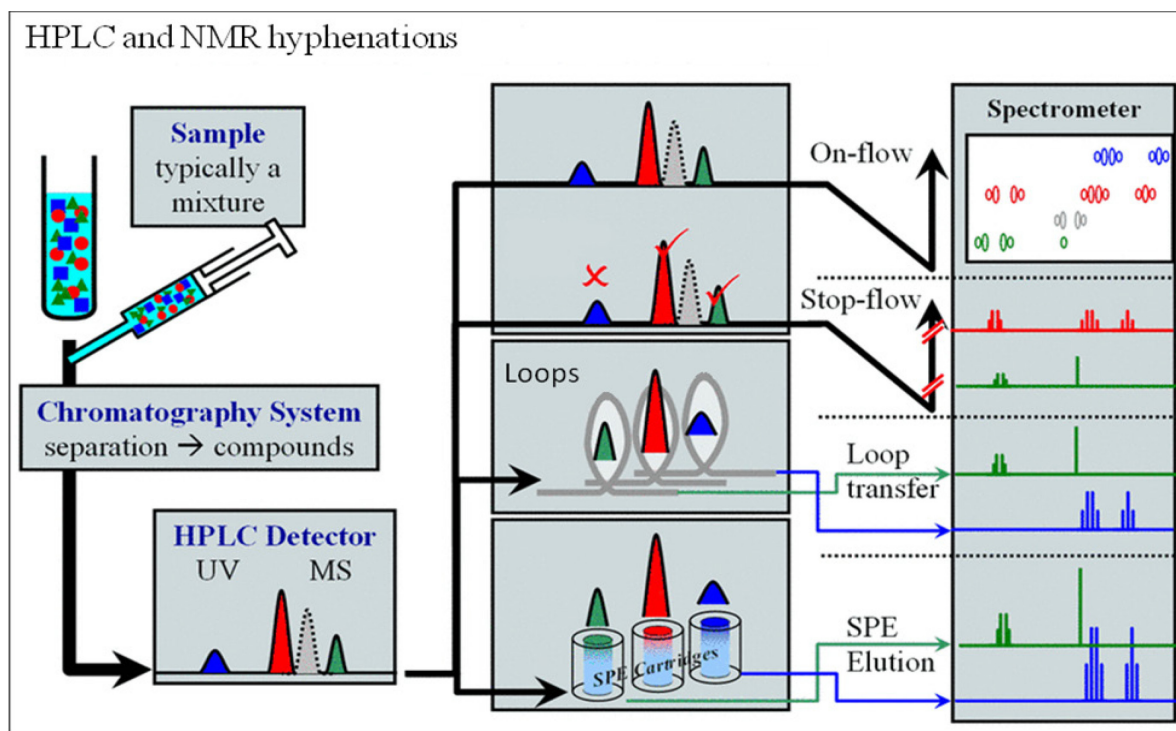 HPLC and NMR hyphenations
Sample
typically a
mixture
Chromatography System
separation → compounds
HPLC Detector
UV MS
Loops
SPE Cartridges
On-flow
Stop-flow
Loop
transfer
SPE
Elution
Spectrometer